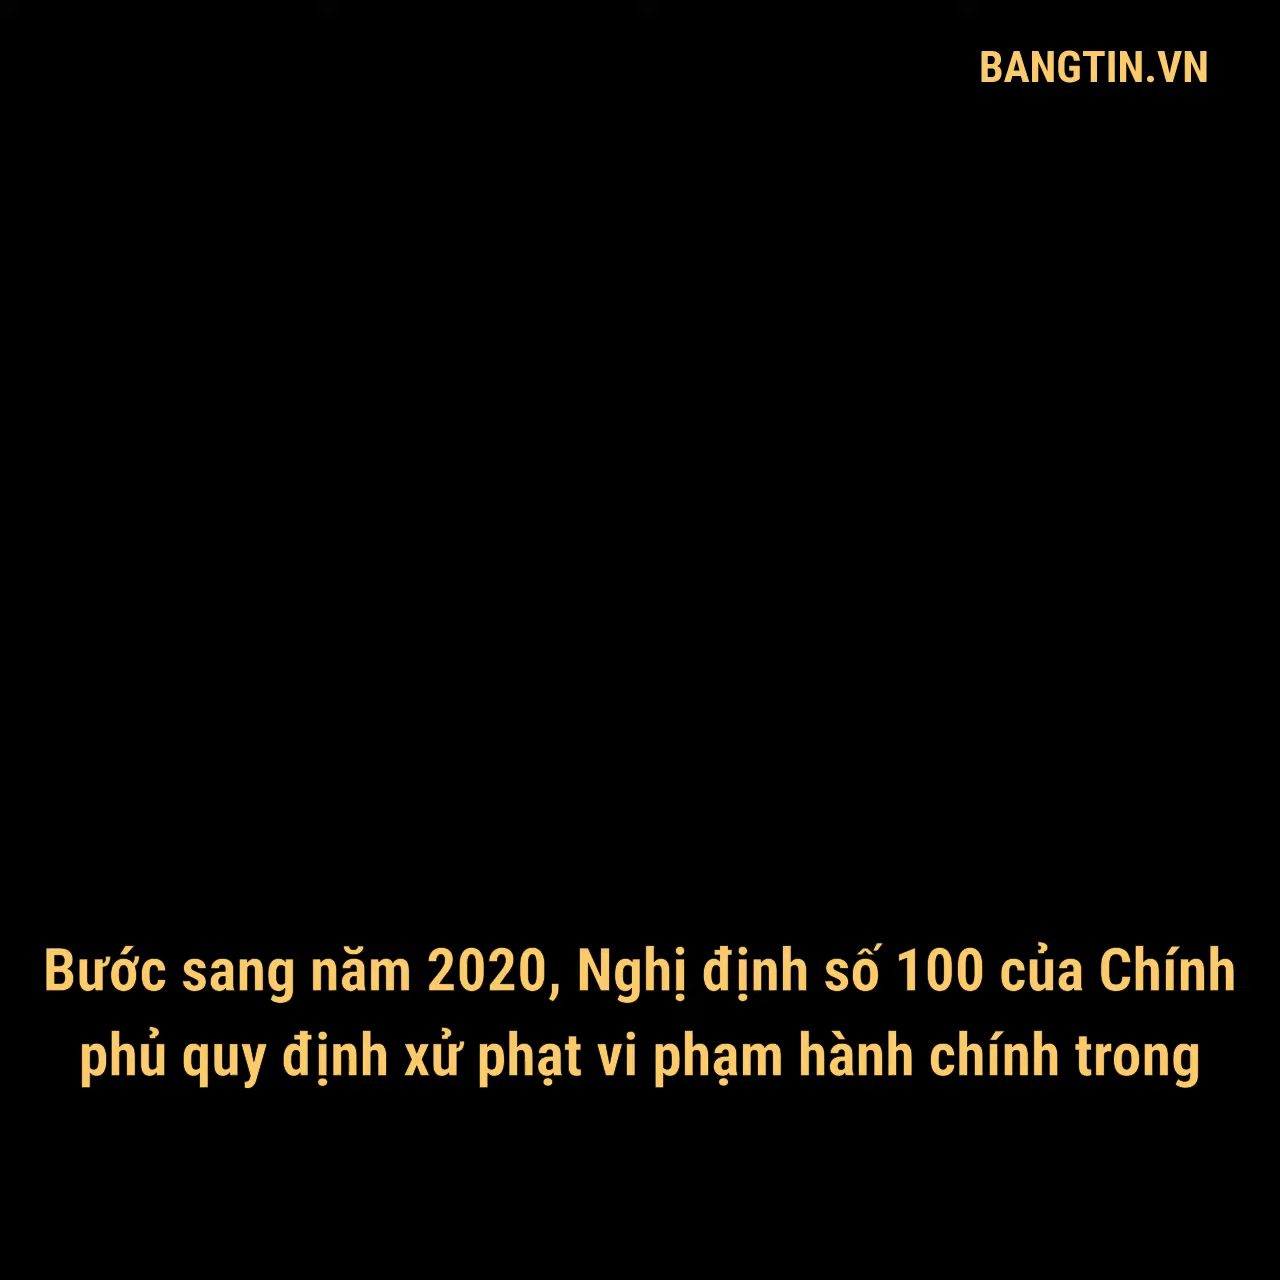 BANGTIN.VN
Bước sang năm 2020, Nghị định số 100 của Chính
phủ quy định xử phạt vi phạm hành chính trong